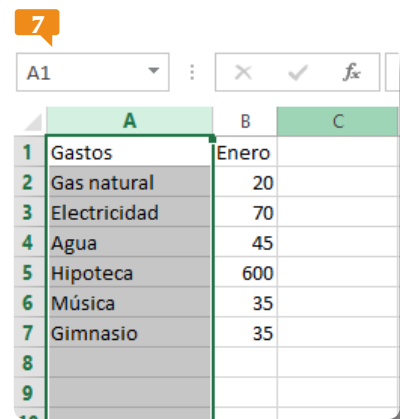 7
A1 fx
A B C
1 Gastos Enero
2 Gas natural 20
3 Electricidad 70
4 Agua 45
5 Hipoteca 600
6 Música 35
7 Gimnasio 35
8
9
10